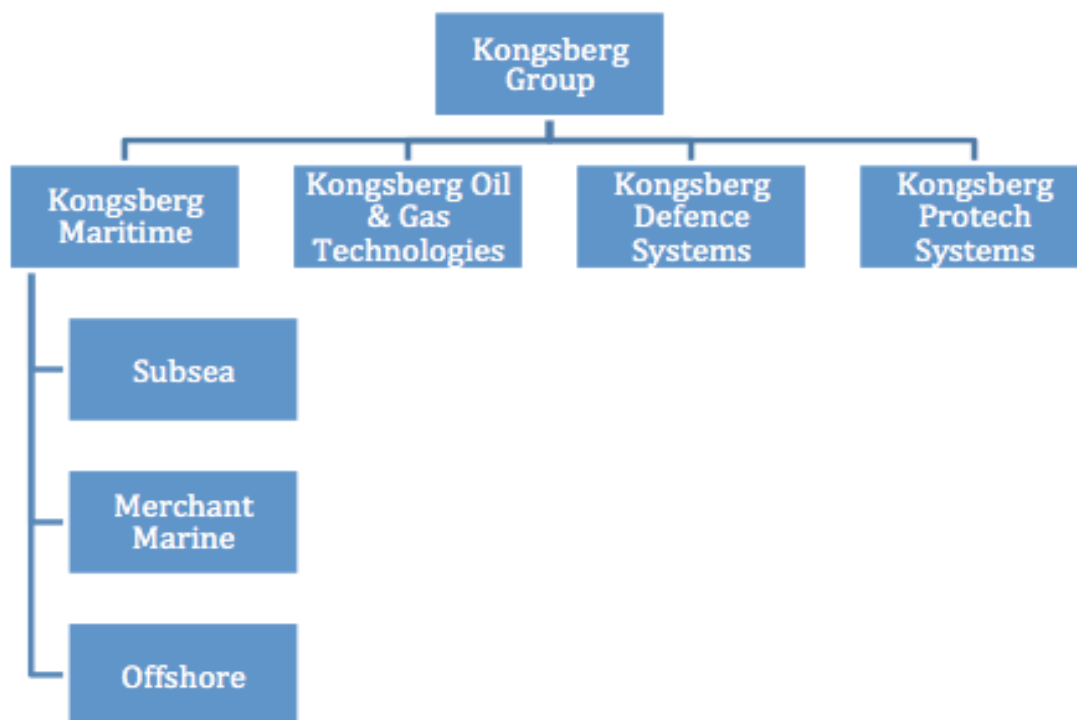 Kongsberg
Group
Kongsberg
Maritime
Kongsberg Oil
& Gas
Technologies
Kongsberg
Defence
Systems
Kongsberg
Protech
Systems
Subsea
Merchant
Marine
Offshore